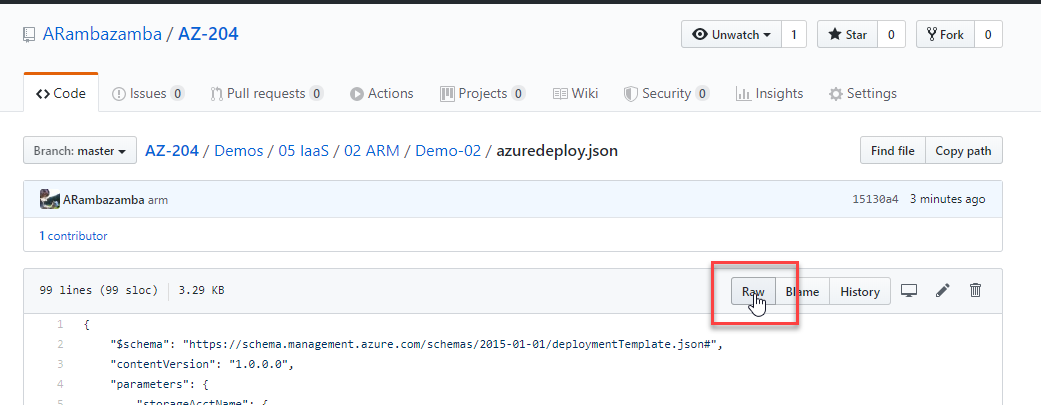 ARambazamba / AZ-204 Unwatch 1 Star 0 Fork 0
Code Issues 0 Pull requests 0 Actions Projects 0 Wiki Security 0 Insights Settings
Branch: master AZ-204 / Demos / 05 IaaS / 02 ARM / Demo-02 / azuredeploy.json Find file Copy path
ARambazamba arm 15130a4 3 minutes ago
1 contributor
99 lines (99 sloc) 3.29 KB Raw Blame History
1 {
2 "$schema": "https://schema.management.azure.com/schemas/2015-01-01/deploymentTemplate.json#",
3 "contentVersion": "1.0.0.0",
4 "parameters": {
5 "storageAcctName": {